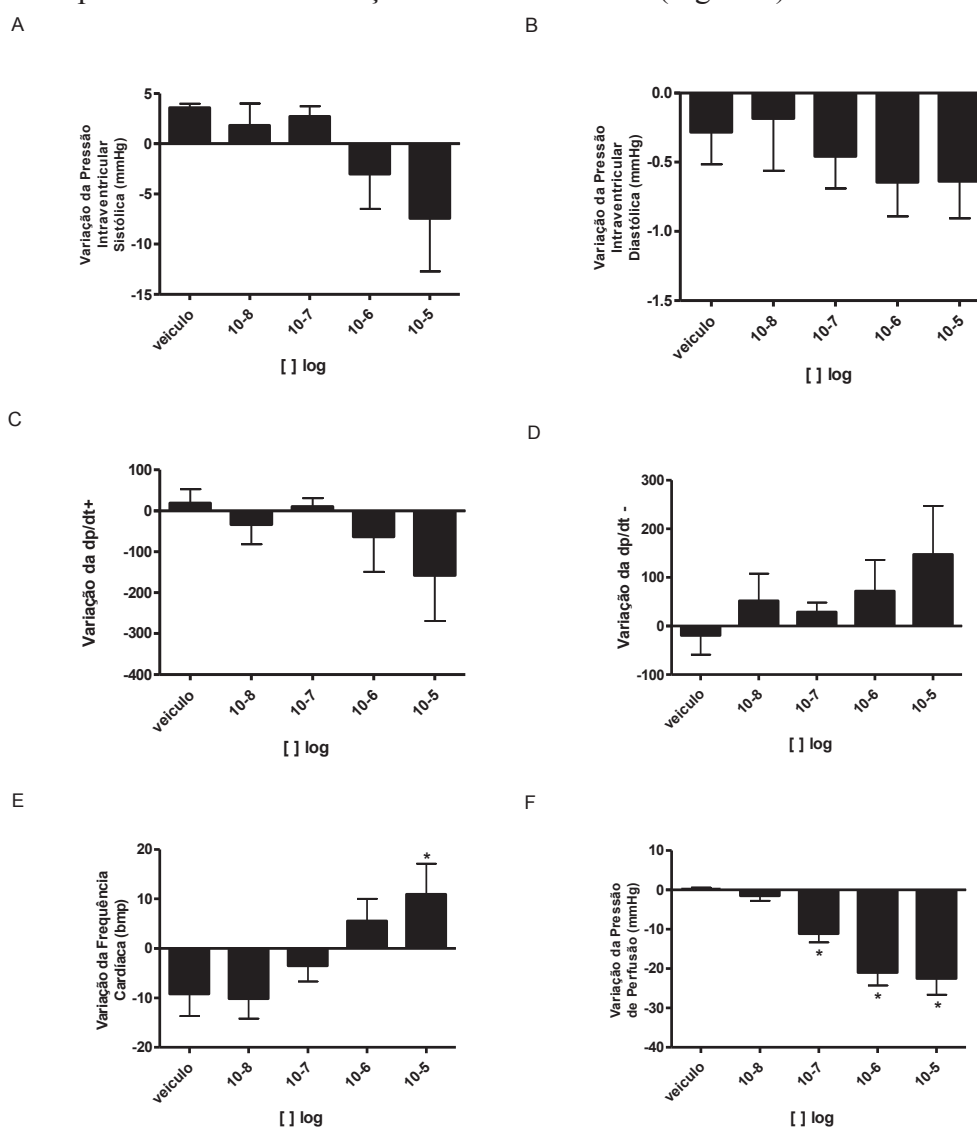 A
B
5
0
-5
-10
-15
Variação da Pressão
Intraventricular
Sistólica (mmHg)
veiculo
10-8
10-7
10-6
10-5
[ ] log
0.0
-0.5
-1.0
-1.5
Variação da Pressão
Intraventricular
Diastólica (mmHg)
veiculo
10-8
10-7
10-6
10-5
[ ] log
C
D
100
0
-100
-200
-300
-400
Variação da dp/dt+
veiculo
10-8
10-7
10-6
10-5
[ ] log
300
200
100
0
-100
Variação da dp/dt -
veiculo
10-8
10-7
10-6
10-5
[ ] log
E
F
20
10
0
-10
-20
Variação da Frequência
Cardíaca (bmp)
*
veiculo
10-8
10-7
10-6
10-5
[ ] log
10
0
-10
-20
-30
-40
Variação da Pressão
de Perfusão (mmHg)
*
*
*
veiculo
10-8
10-7
10-6
10-5
[ ] log